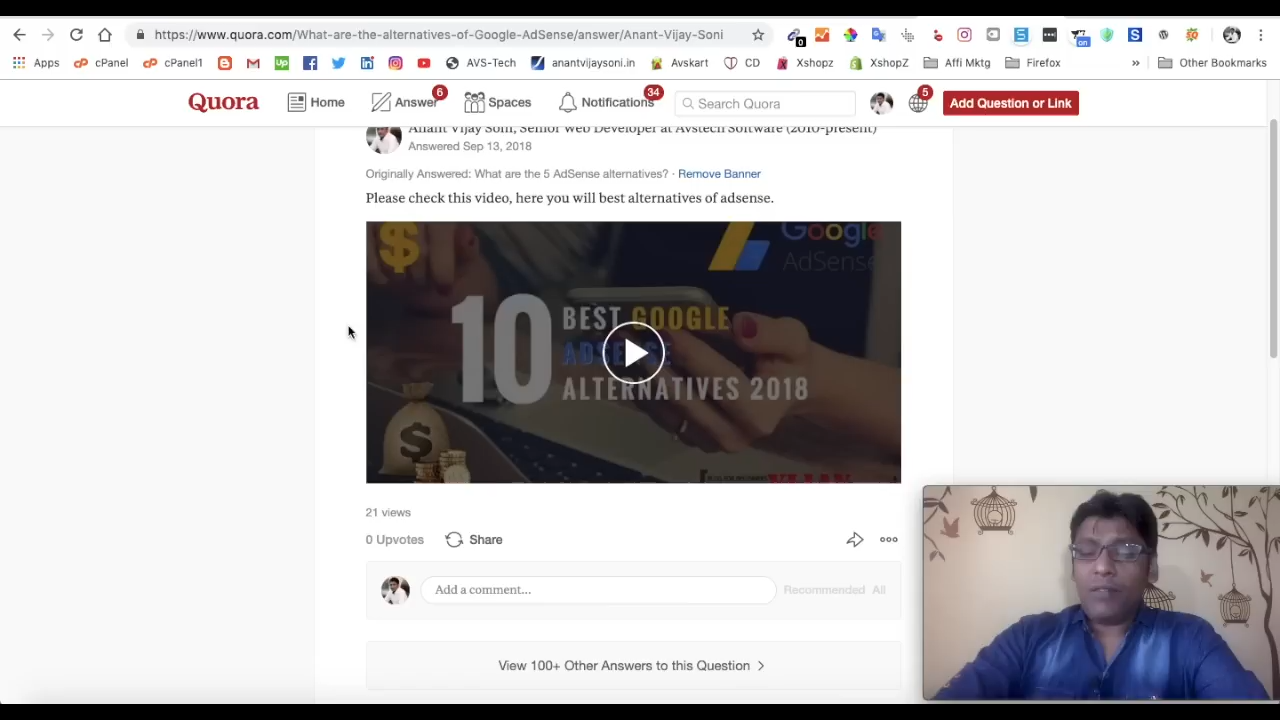 https://www.quora.com/What-are-the-alternatives-of-Google-AdSense/answer/Anant-Vijay-Soni
0
on
Apps cPanel cPanel1 Gmail AVS-Tech anantvijaysoni.in Avskart CD Xshopz XshopZ Affi Mktg Firefox » Other Bookmarks
Quora Home Answer 6 Spaces Notifications 34 Search Quora 5 Add Question or Link
Anant Vijay Soni, Senior Web Developer at Avstech Software (2010-present)
Answered Sep 13, 2018
Originally Answered: What are the 5 AdSense alternatives? · Remove Banner
Please check this video, here you will best alternatives of adsense.
Google
AdSense
10 BEST GOOGLE
ADSENSE
ALTERNATIVES 2018
21 views
0 Upvotes Share
Add a comment... Recommended All
View 100+ Other Answers to this Question